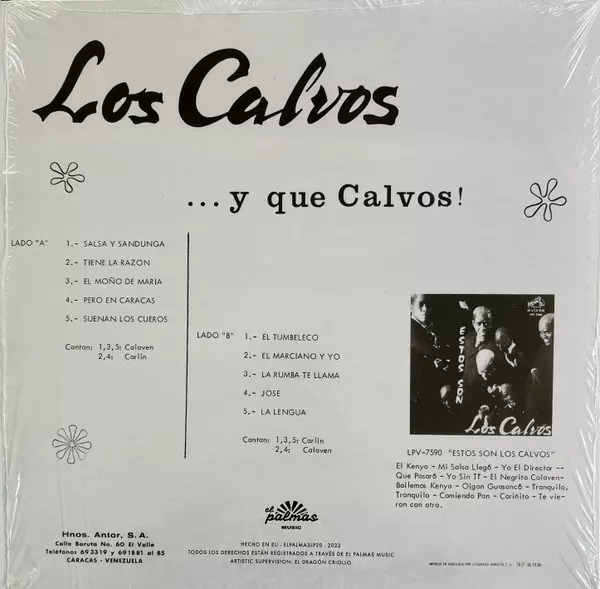 Los Calvos
...y que Calvos!
LADO "A"
1.- SALSA Y SANDUNGA
2.- TIENE LA RAZON
3.- EL MOÑO DE MARIA
4.- PERO EN CARACAS
5.- SUENAN LOS CUEROS
Cantan: 1,3,5: Calaven
2,4: Carlin
LADO "B"
1.- EL TUMBELECO
2.- EL MARCIANO Y YO
3.- LA RUMBA TE LLAMA
4.- JOSE
5.- LA LENGUA
Cantan: 1,3,5: Carlin
2,4: Calaven
ESTOS SON
Los Calvos
LPV-7590 "ESTOS SON LOS CALVOS"
El Kenya - Mi Salsa Llegó - Yo El Director --
Que Pasará - Yo Sin Tí - El Negrito Calaven-
Bailemos Kenya - Oigan Guasancó - Tranquilo,
Tranquilo - Comiendo Pan - Cariñito - Te vie-
ron con otro.
el palmas
MUSIC
Hnos. Antor, S. A.
Calle Baruta No. 60 El Valle
Teléfonos 693319 y 691881 al 85
CARACAS - VENEZUELA
HECHO EN EU - ELPALMASLP20 - 2023
TODOS LOS DERECHOS ESTÁN REGISTRADOS A TRAVÉS DE EL PALMAS MUSIC
ARTISTIC SUPERVISION: EL DRAGÓN CRIOLLO